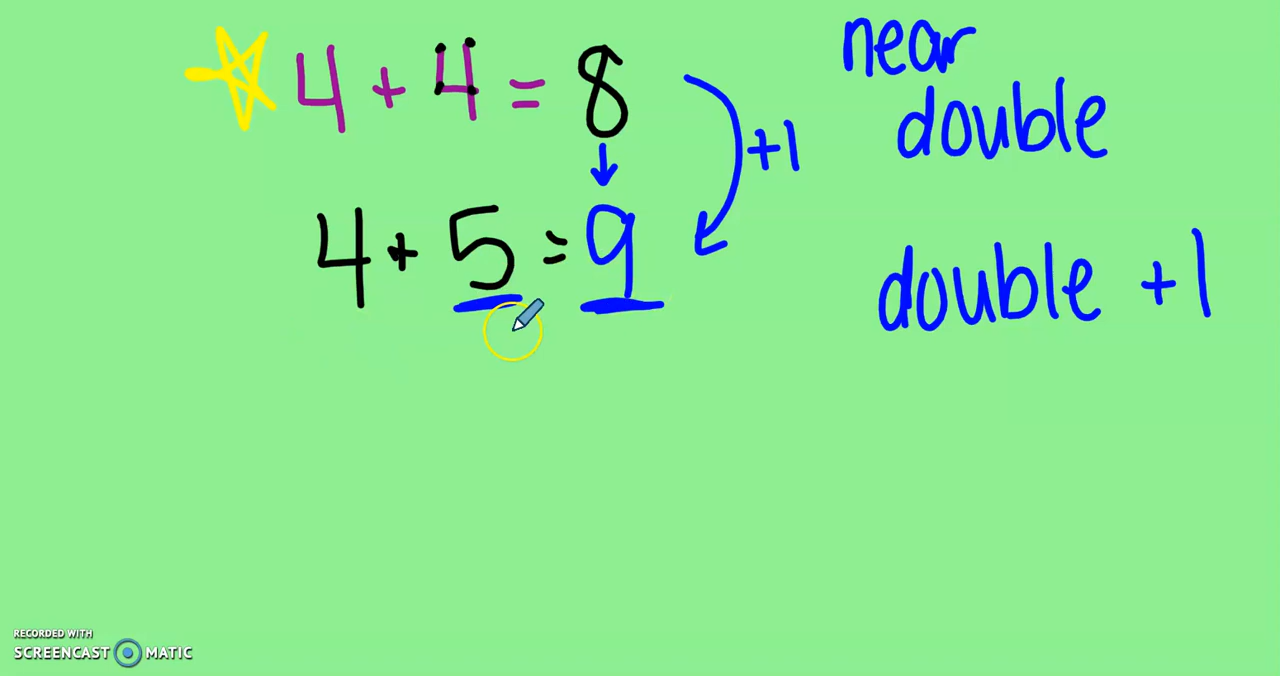 4 + 4 = 8
near
double
+1
4 + 5 = 9
double +1
RECORDED WITH
SCREENCAST MATIC